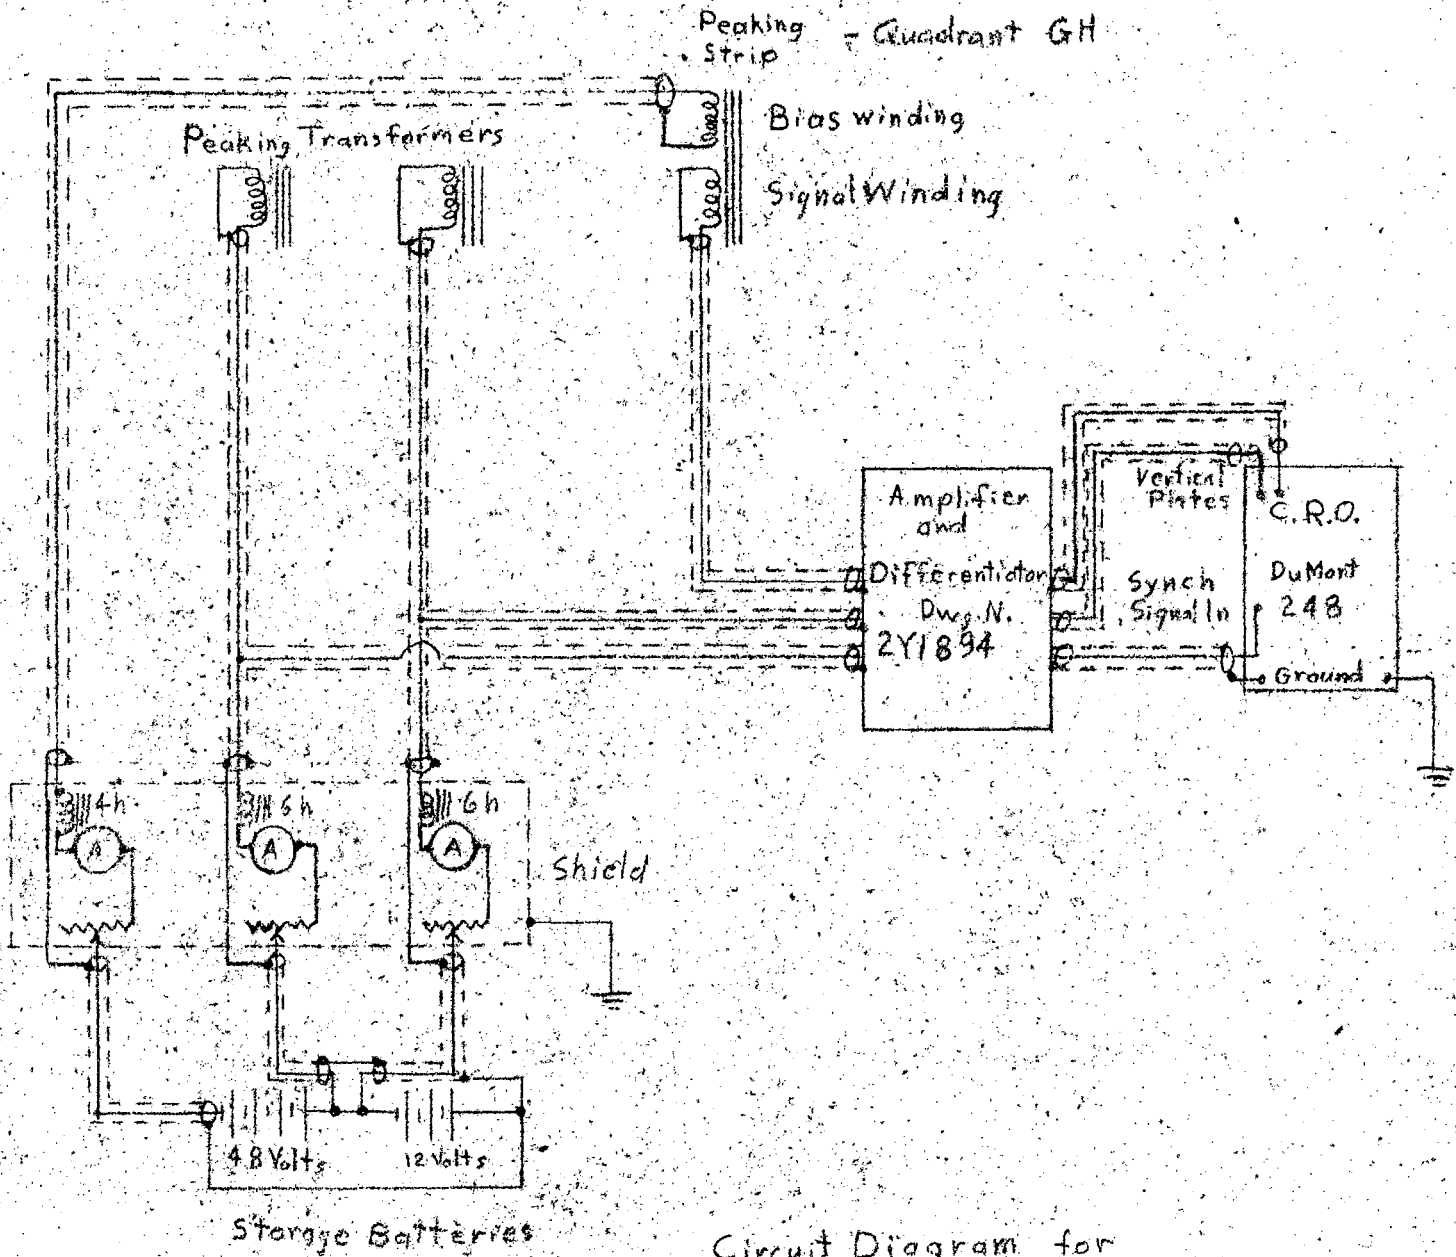 Peaking Strip - Quadrant GH
Bias winding
Peaking Transformers
Signal Winding
Amplifier
and
Differentiator
Dwg. N.
2Y1894
Vertical
Plates
C.R.O.
DuMont
248
Synch
Signal In
Ground
4h
6h
6h
A
A
A
Shield
48 Volts
12 Volts
Storage Batteries
Circuit Diagram for